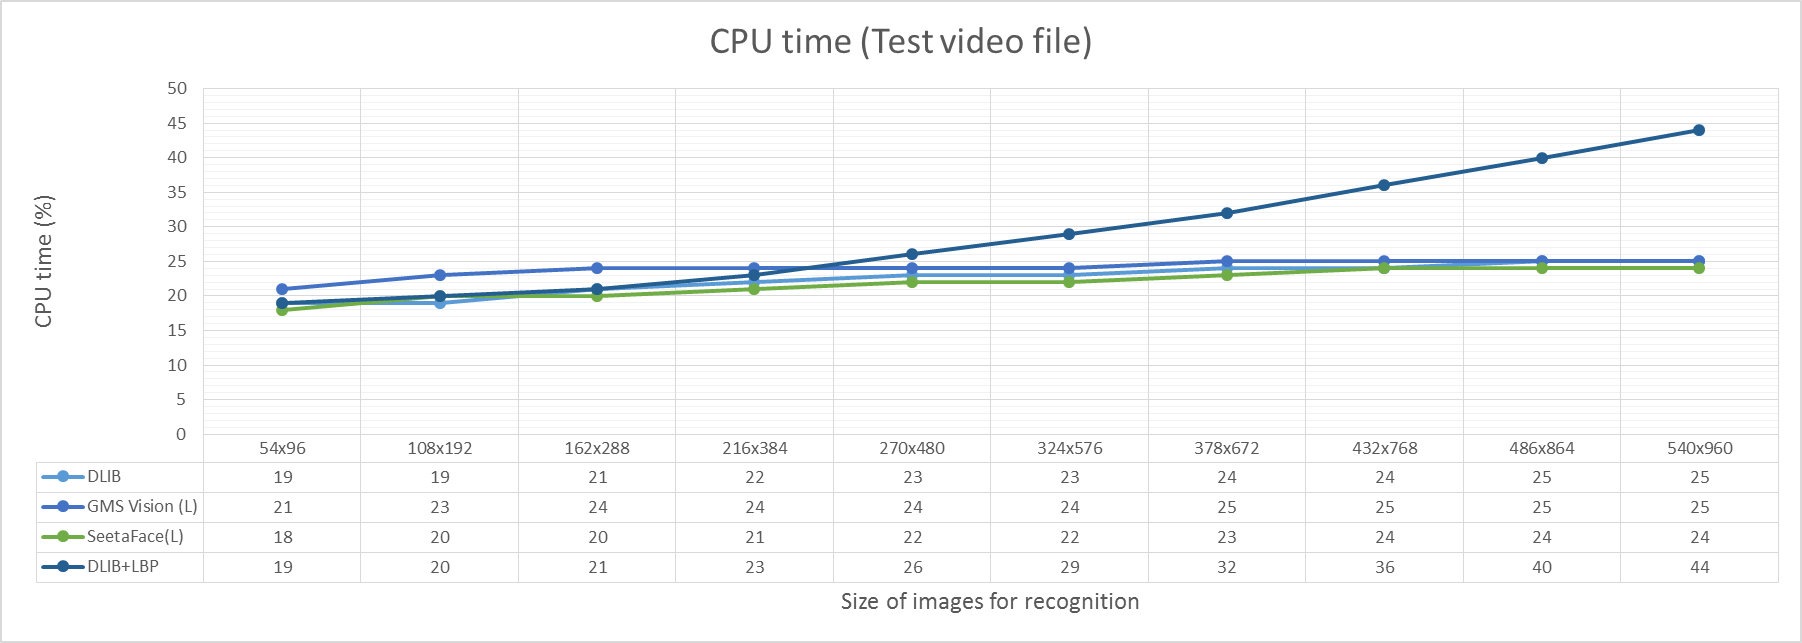 CPU time (Test video file)
CPU time (%)
50
45
40
35
30
25
20
15
10
5
0
54x96 108x192 162x288 216x384 270x480 324x576 378x672 432x768 486x864 540x960
DLIB 19 19 21 22 23 23 24 24 25 25
GMS Vision (L) 21 23 24 24 24 24 25 25 25 25
SeetaFace(L) 18 20 20 21 22 22 23 24 24 24
DLIB+LBP 19 20 21 23 26 29 32 36 40 44
Size of images for recognition